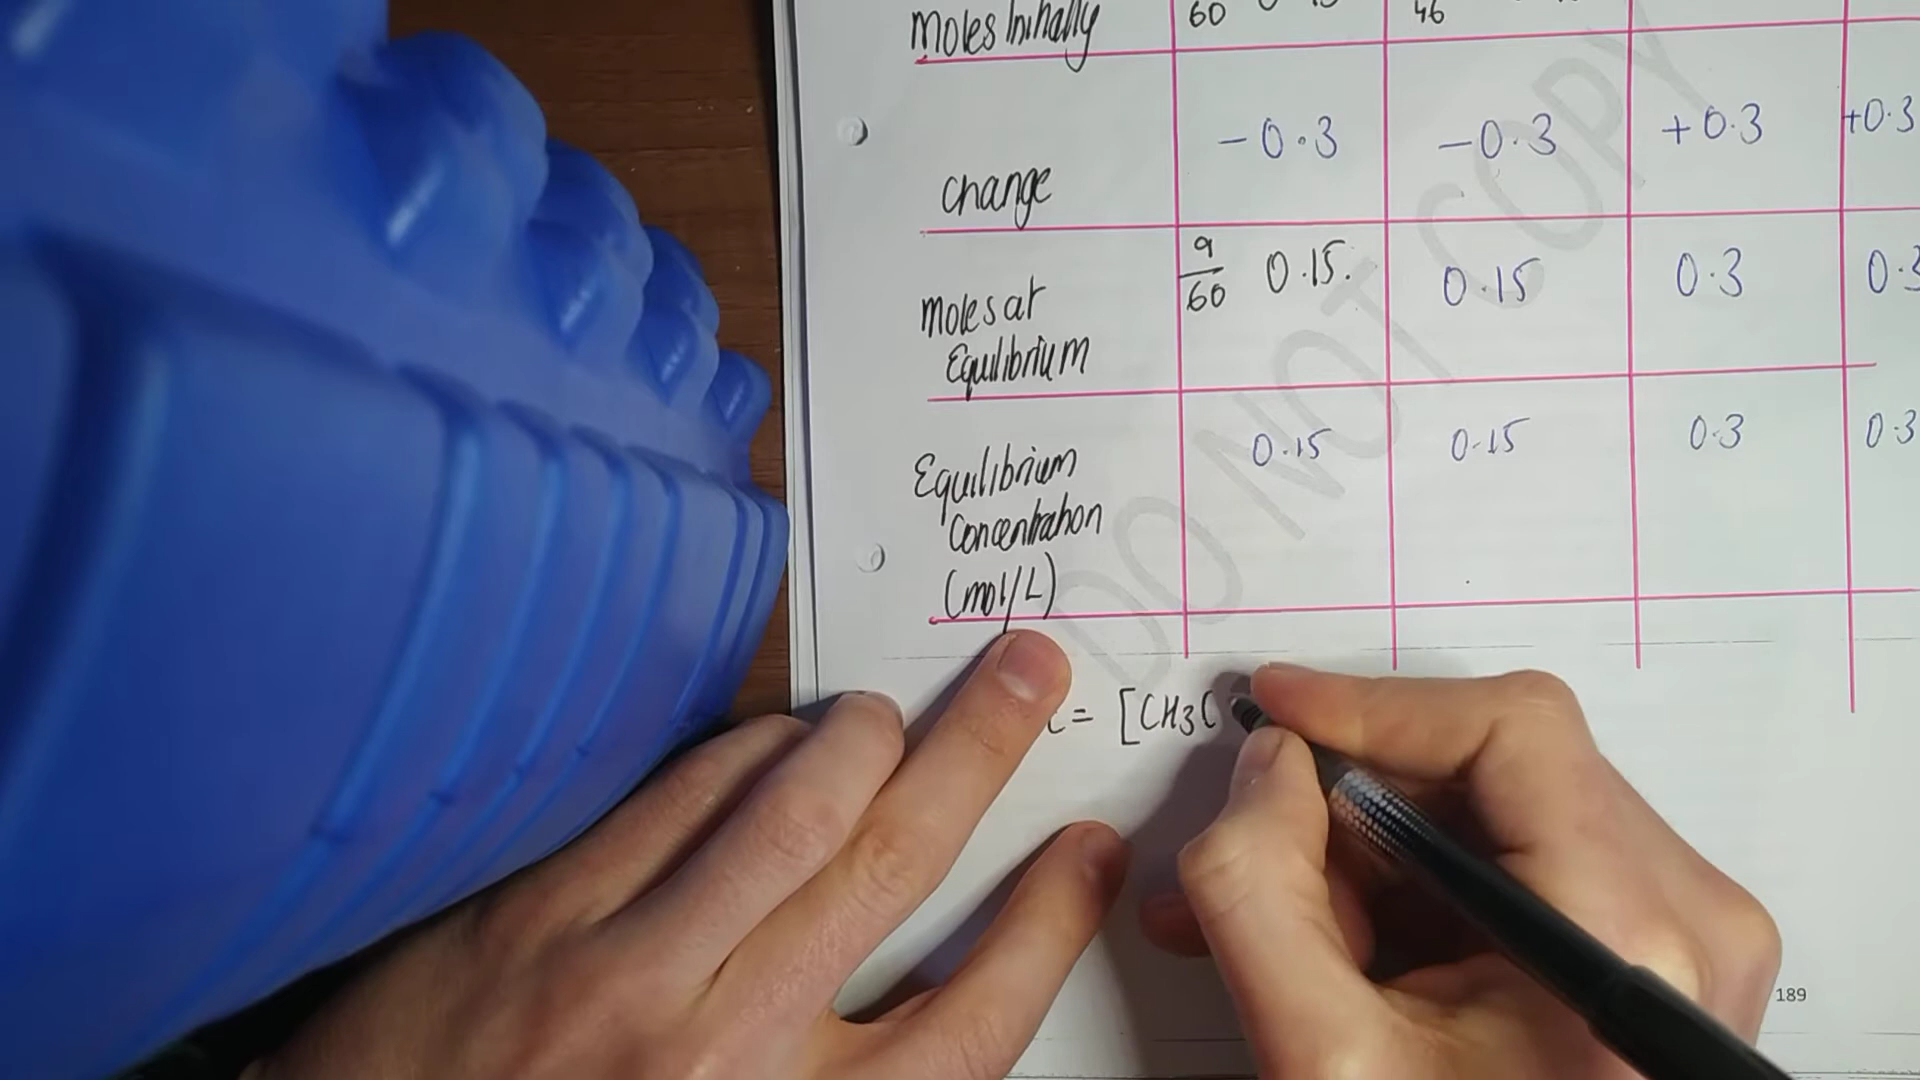 Moles Initially 60 46
Change -0.3 -0.3 +0.3 +0.3
Moles at Equilibrium 9/60 0.15. 0.15 0.3 0.3
Equilibrium Concentration (mol/L) 0.15 0.15 0.3 0.3
= [CH3C
DO NOT COPY
189